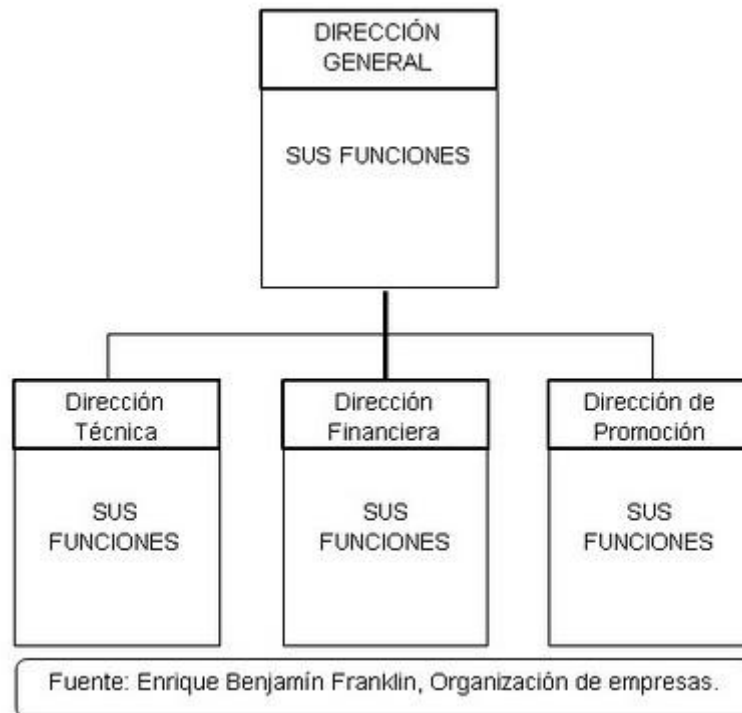 DIRECCIÓN
GENERAL
SUS FUNCIONES
Dirección
Técnica
SUS
FUNCIONES
Dirección
Financiera
SUS
FUNCIONES
Dirección de
Promoción
SUS
FUNCIONES
Fuente: Enrique Benjamín Franklin, Organización de empresas.